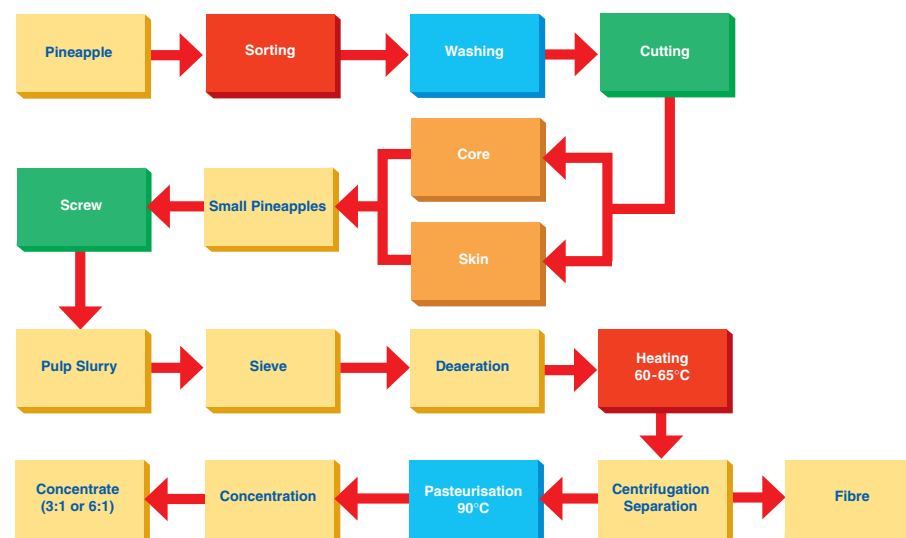 Pineapple
Sorting
Washing
Cutting
Core
Screw
Small Pineapples
Skin
Pulp Slurry
Sieve
Deaeration
Heating
60-65°C
Concentrate
(3:1 or 6:1)
Concentration
Pasteurisation
90°C
Centrifugation
Separation
Fibre